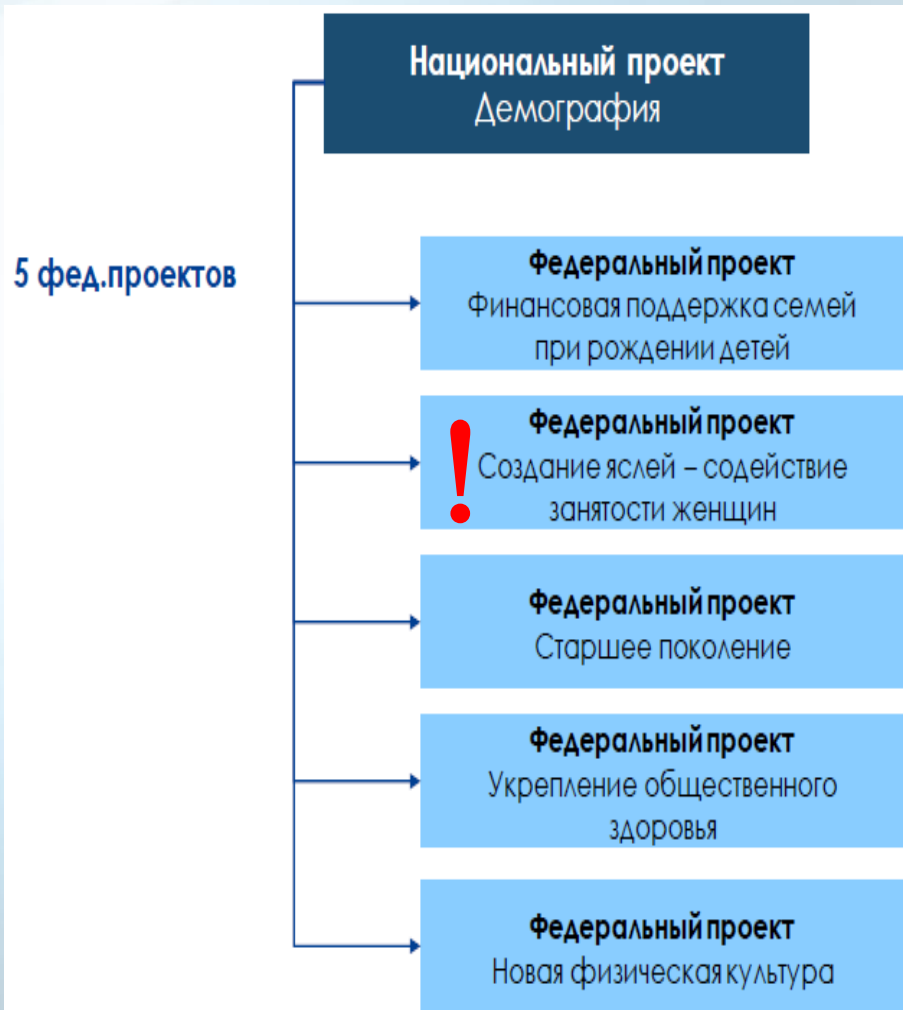 Национальный проект
Демография
5 фед.проектов
Федеральный проект
Финансовая поддержка семей
при рождении детей
!
Федеральный проект
Создание яслей – содействие
занятости женщин
Федеральный проект
Старшее поколение
Федеральный проект
Укрепление общественного
здоровья
Федеральный проект
Новая физическая культура